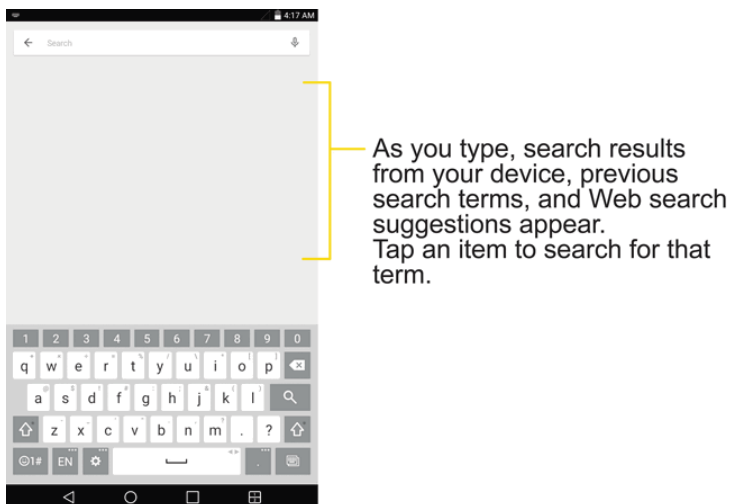 4:17 AM
Search
As you type, search results
from your device, previous
search terms, and Web search
suggestions appear.
Tap an item to search for that
term.
1 2 3 4 5 6 7 8 9 0
q w e r t y u i o p
a s d f g h j k l
z x c v b n m . ?
1# EN .